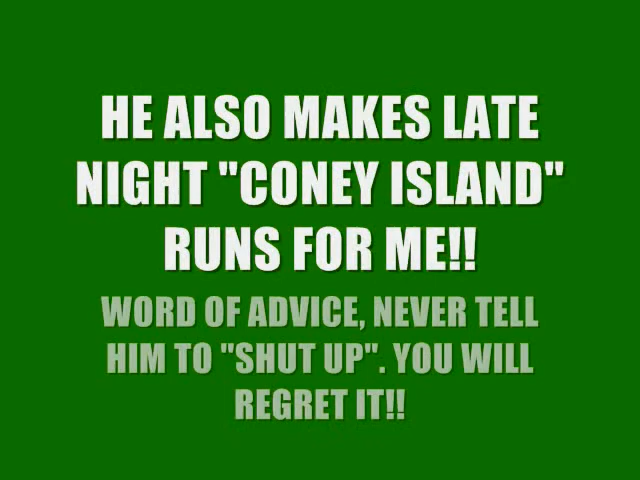 HE ALSO MAKES LATE
NIGHT "CONEY ISLAND"
RUNS FOR ME!!
WORD OF ADVICE, NEVER TELL
HIM TO "SHUT UP". YOU WILL
REGRET IT!!